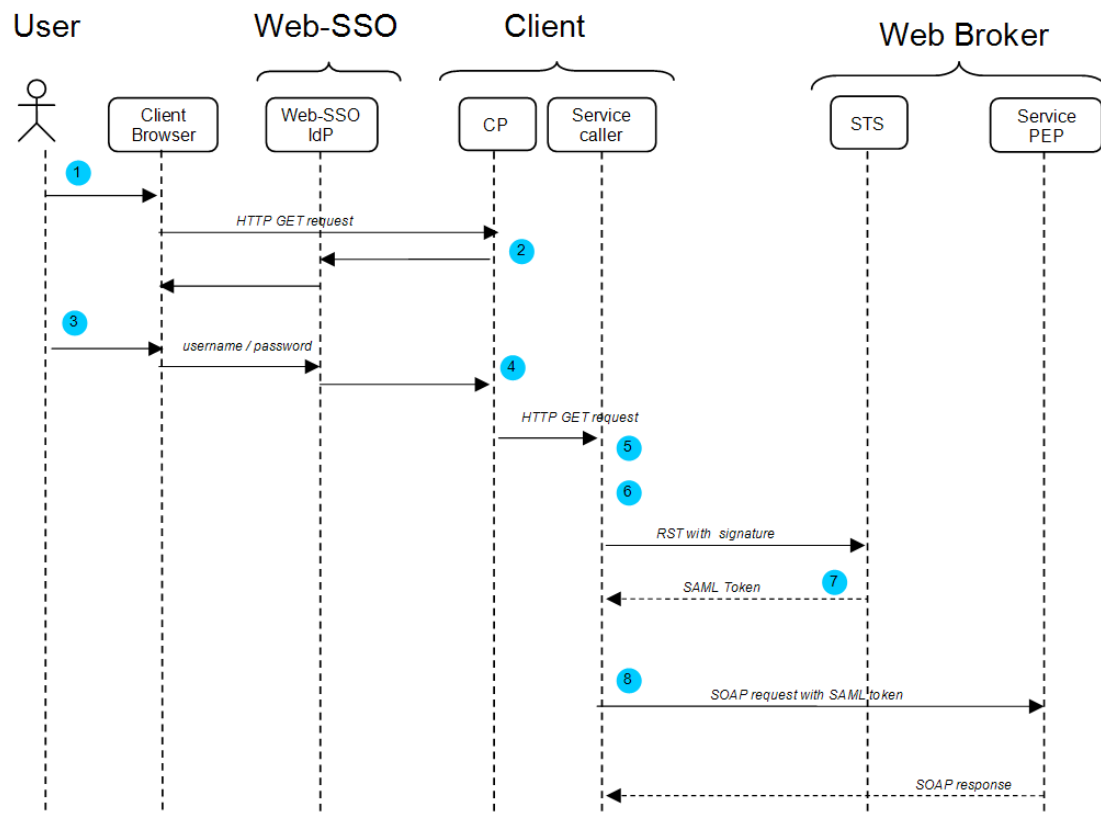 User
Web-SSO
Client
Web Broker
Client
Browser
Web-SSO
IdP
CP
Service
caller
STS
Service
PEP
1
HTTP GET request
2
3
username / password
4
HTTP GET request
5
6
RST with signature
7
SAML Token
8
SOAP request with SAML token
SOAP response